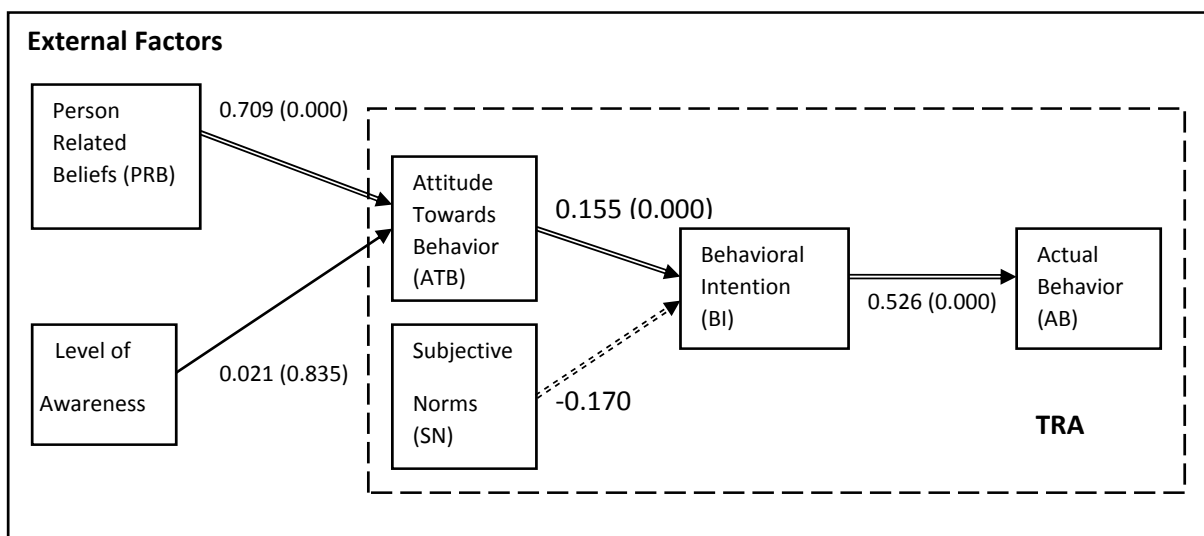 External Factors
Person
Related
Beliefs (PRB)
0.709 (0.000)
Attitude
Towards
Behavior
(ATB)
0.155 (0.000)
Behavioral
Intention
(BI)
0.526 (0.000)
Actual
Behavior
(AB)
Level of
Awareness
0.021 (0.835)
Subjective
Norms
(SN)
-0.170
TRA